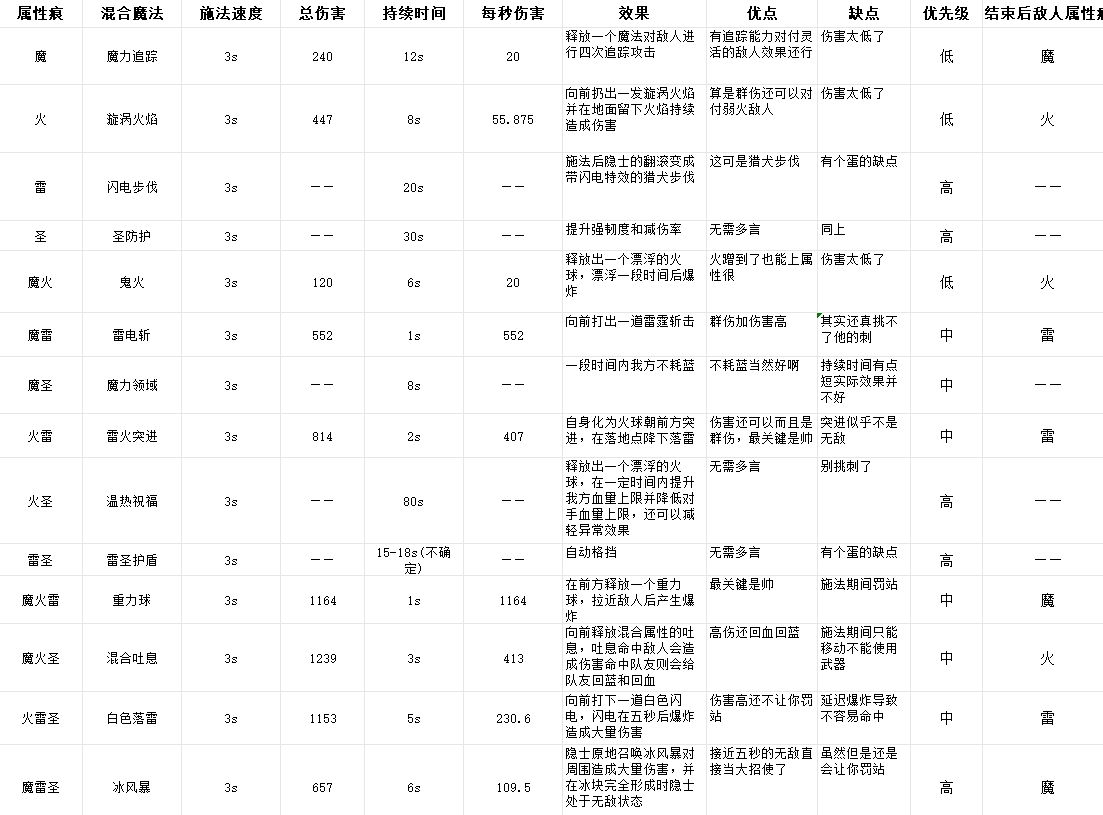 属性痕 混合魔法 施法速度 总伤害 持续时间 每秒伤害 效果 优点 缺点 优先级 结束后敌人属性痕
魔 魔力追踪 3s 240 12s 20 释放一个魔法对敌人进行四次追踪攻击 有追踪能力对付灵活的敌人效果还行 伤害太低了 低 魔
火 漩涡火焰 3s 447 8s 55.875 向前扔出一发漩涡火焰并在地面留下火焰持续造成伤害 算是群伤还可以对付弱火敌人 伤害太低了 低 火
雷 闪电步伐 3s —— 20s —— 施法后隐士的翻滚变成带闪电特效的猎犬步伐 这可是猎犬步伐 有个蛋的缺点 高 ——
圣 圣防护 3s —— 30s —— 提升强韧度和减伤率 无需多言 同上 高 ——
魔火 鬼火 3s 120 6s 20 释放出一个漂浮的火球，漂浮一段时间后爆炸 火蹭到了也能上属性很 伤害太低了 低 火
魔雷 雷电斩 3s 552 1s 552 向前打出一道雷霆斩击 群伤加伤害高 其实还真挑不了他的刺 中 雷
魔圣 魔力领域 3s —— 8s —— 一段时间内我方不耗蓝 不耗蓝当然好啊 持续时间有点短实际效果并不好 中 ——
火雷 雷火突进 3s 814 2s 407 自身化为火球朝前方突进，在落地点降下落雷 伤害还可以而且是群伤，最关键是帅 突进似乎不是无敌 中 雷
火圣 温热祝福 3s —— 80s —— 释放出一个漂浮的火球，在一定时间内提升我方血量上限并降低对手血量上限，还可以减轻异常效果 无需多言 别挑刺了 高 ——
雷圣 雷圣护盾 3s —— 15-18s(不确定) —— 自动格挡 无需多言 有个蛋的缺点 高 ——
魔火雷 重力球 3s 1164 1s 1164 在前方释放一个重力球，拉近敌人后产生爆炸 最关键是帅 施法期间罚站 中 魔
魔火圣 混合吐息 3s 1239 3s 413 向前释放混合属性的吐息，吐息命中敌人会造成伤害命中队友则会给队友回蓝和回血 高伤还回血回蓝 施法期间只能移动不能使用武器 中 火
火雷圣 白色落雷 3s 1153 5s 230.6 向前打下一道白色闪电，闪电在五秒后爆炸造成大量伤害 伤害高还不让你罚站 延迟爆炸导致不容易命中 中 雷
魔雷圣 冰风暴 3s 657 6s 109.5 隐士原地召唤冰风暴对周围造成大量伤害，并在冰块完全形成时隐士处于无敌状态 接近五秒的无敌直接当大招使了 虽然但是还是会让你罚站 高 魔